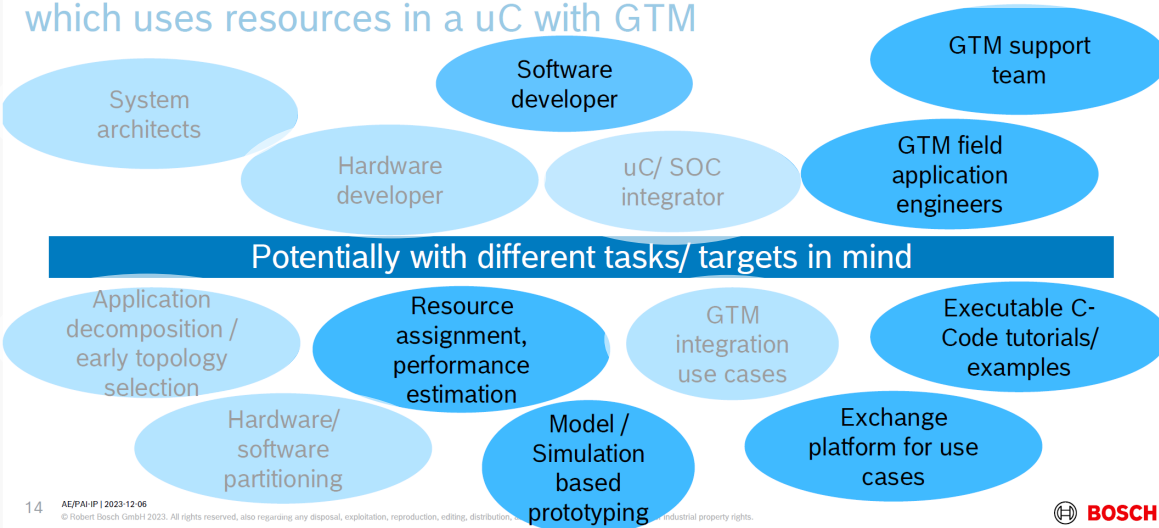 which uses resources in a uC with GTM
System
architects
Software
developer
GTM support
team
Hardware
developer
uC/ SOC
integrator
GTM field
application
engineers
Potentially with different tasks/ targets in mind
Application
decomposition /
early topology
selection
Resource
assignment,
performance
estimation
GTM
integration
use cases
Executable C-
Code tutorials/
examples
Hardware/
software
partitioning
Model /
Simulation
based
prototyping
Exchange
platform for use
cases
14
AE/PAI-IP | 2023-12-06
© Robert Bosch GmbH 2023. All rights reserved, also regarding any disposal, exploitation, reproduction, editing, distribution, industrial property rights.
BOSCH